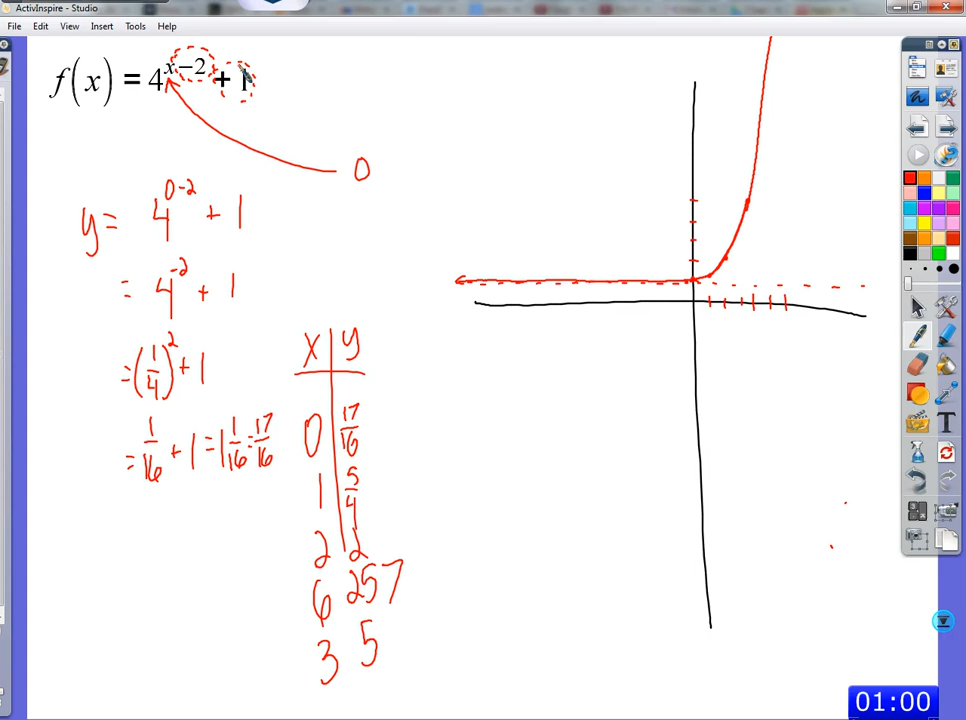 ActivInspire - Studio
File Edit View Insert Tools Help
f(x) = 4^{x-2} + 1
0
y = 4^{0-2} + 1
= 4^{-2} + 1
= (1/4)^2 + 1
= 1/16 + 1 = 1 1/16 = 17/16
x y
0 17/16
1 5/4
2 2
6 257
3 5
01:00